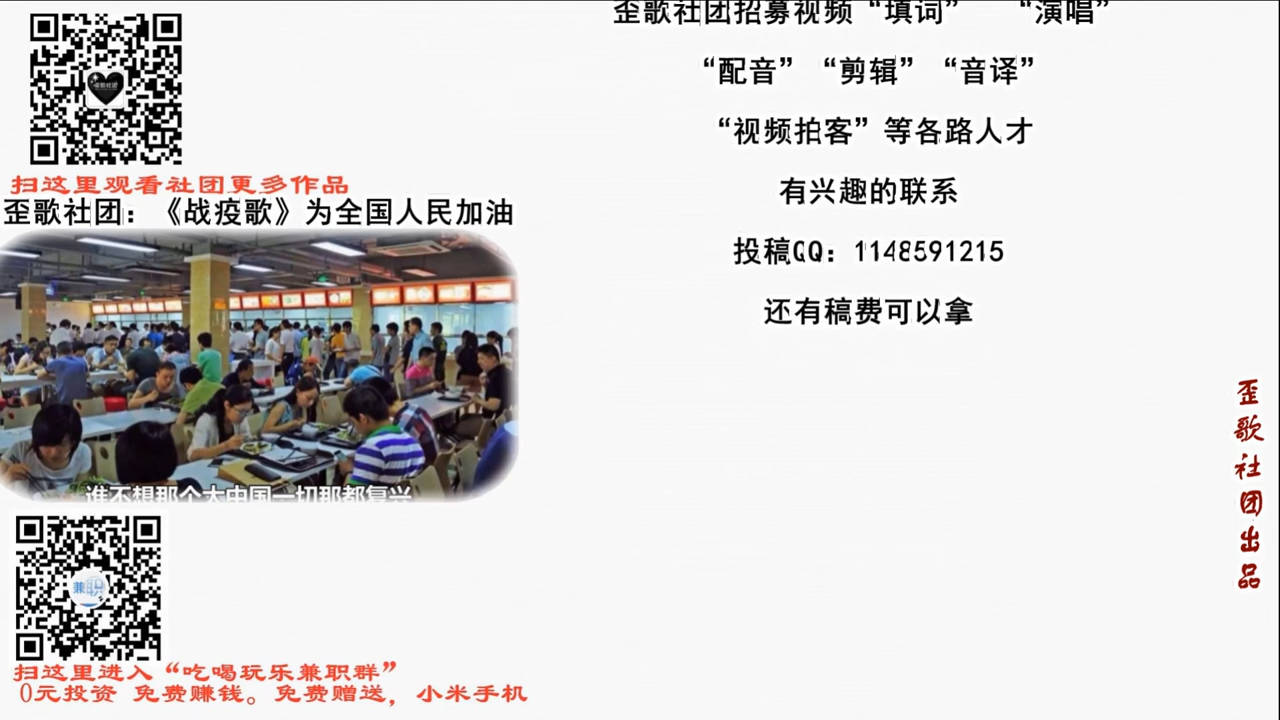 歪歌社团招募视频“填词” “演唱”
“配音”“剪辑”“音译”
“视频拍客”等各路人才
有兴趣的联系
投稿QQ：1148591215
还有稿费可以拿
扫这里观看社团更多作品
歪歌社团：《战疫歌》为全国人民加油
谁不想那个大中国一切那都复兴
兼职
扫这里进入“吃喝玩乐兼职群”
0元投资 免费赚钱。免费赠送，小米手机
歪歌社团出品